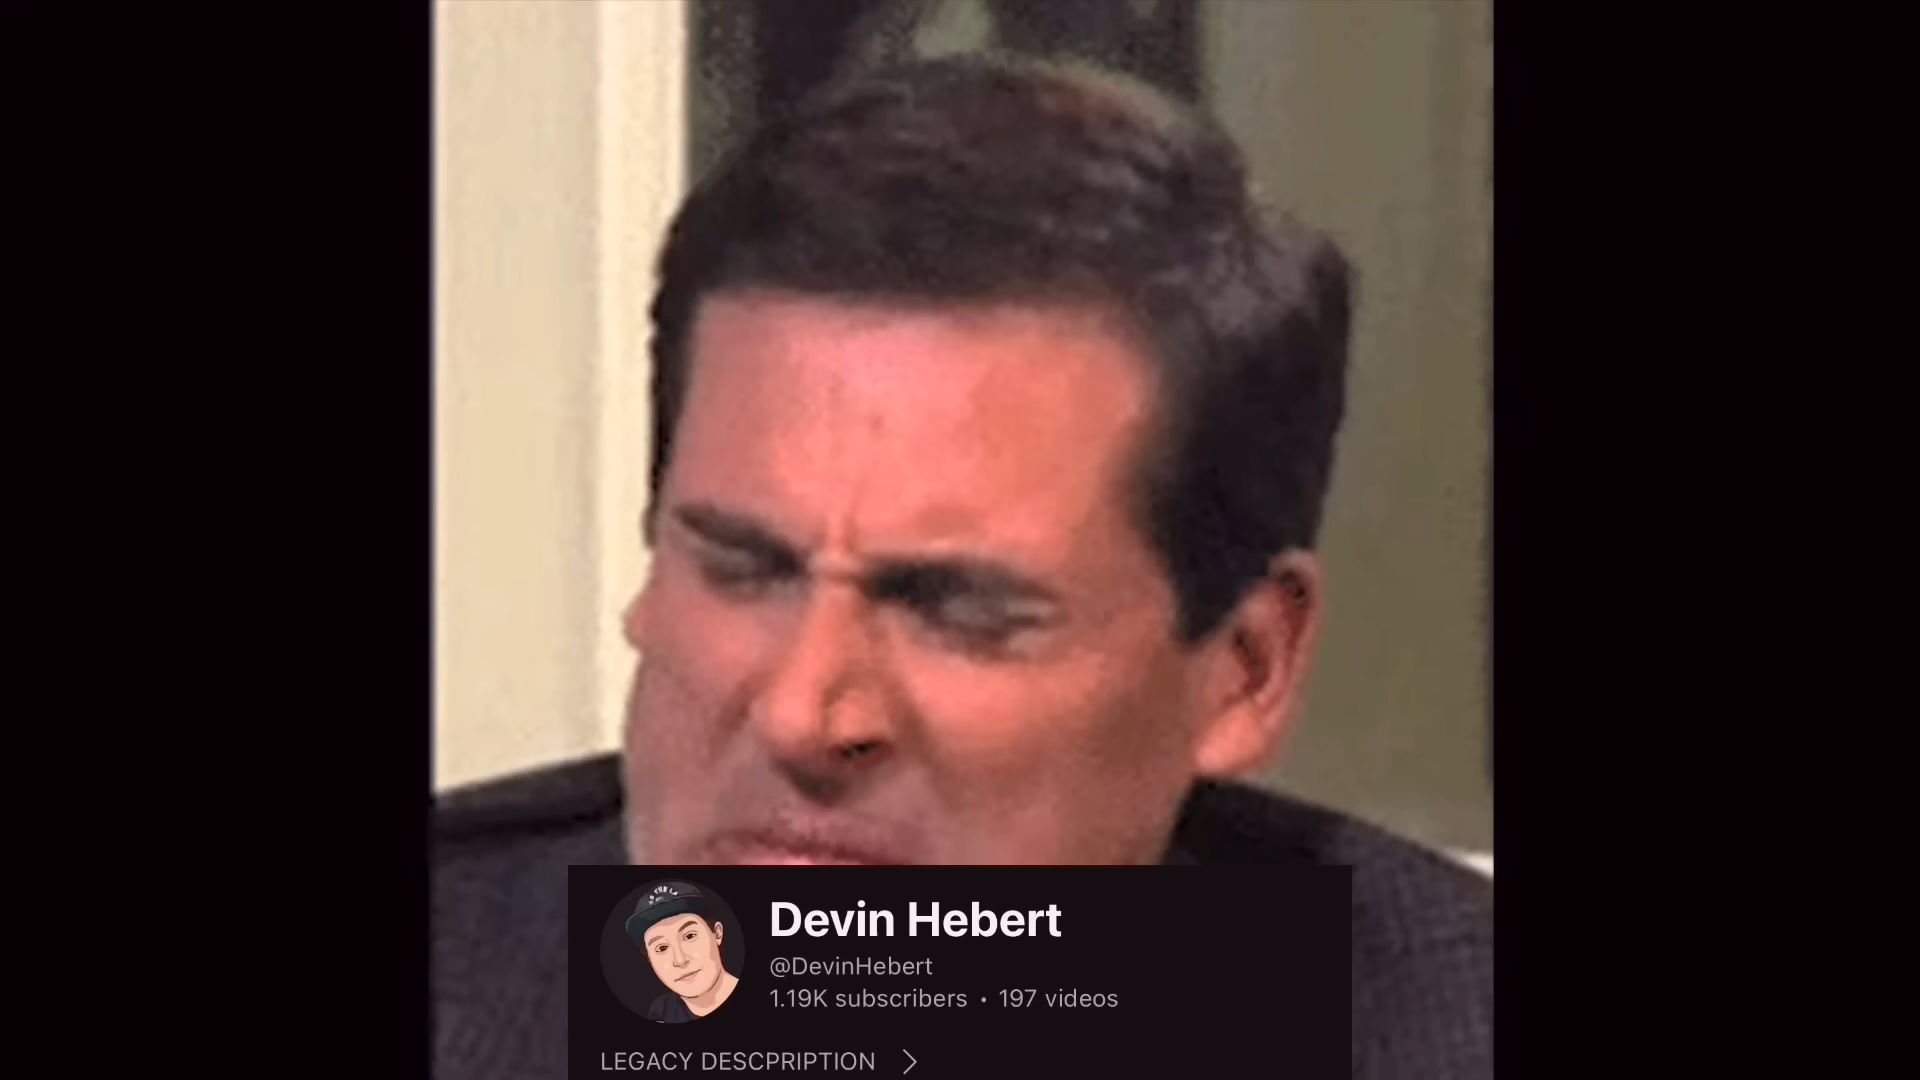 Devin Hebert
@DevinHebert
1.19K subscribers • 197 videos
LEGACY DESCPRIPTION